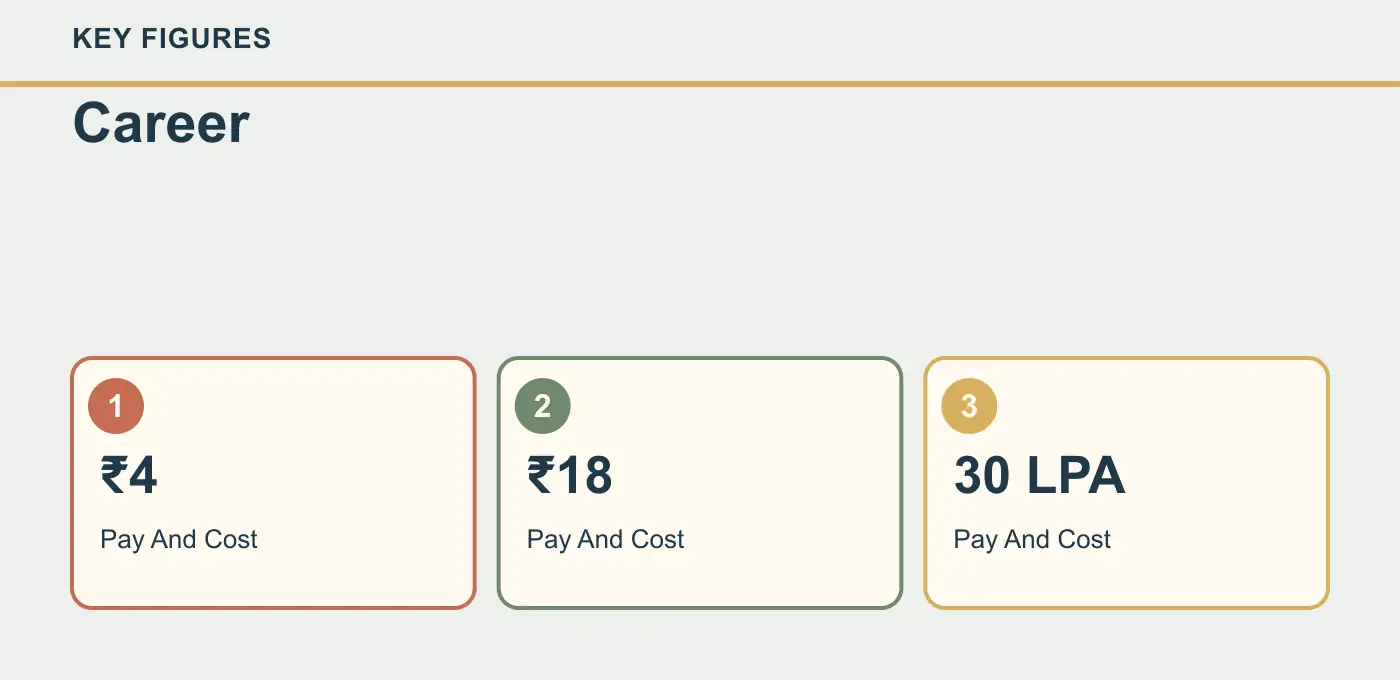 KEY FIGURES
Career
1
₹4
Pay And Cost
2
₹18
Pay And Cost
3
30 LPA
Pay And Cost